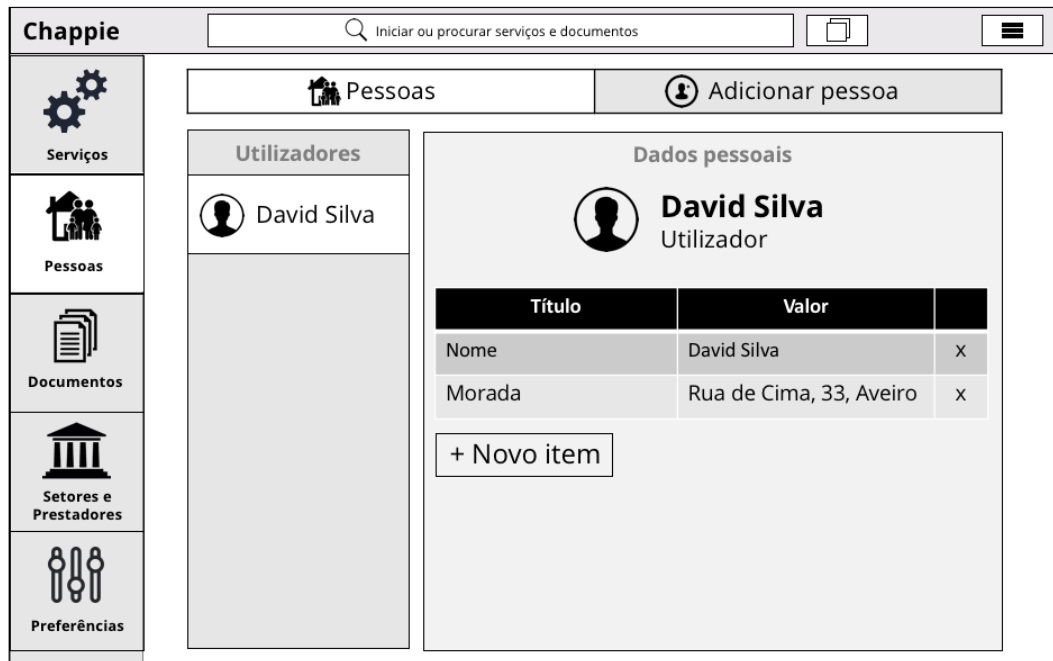 Chappie
Iniciar ou procurar serviços e documentos
Serviços
Pessoas
Documentos
Setores e
Prestadores
Preferências
Pessoas
Adicionar pessoa
Utilizadores
David Silva
Dados pessoais
David Silva
Utilizador
Título Valor
Nome David Silva x
Morada Rua de Cima, 33, Aveiro x
+ Novo item